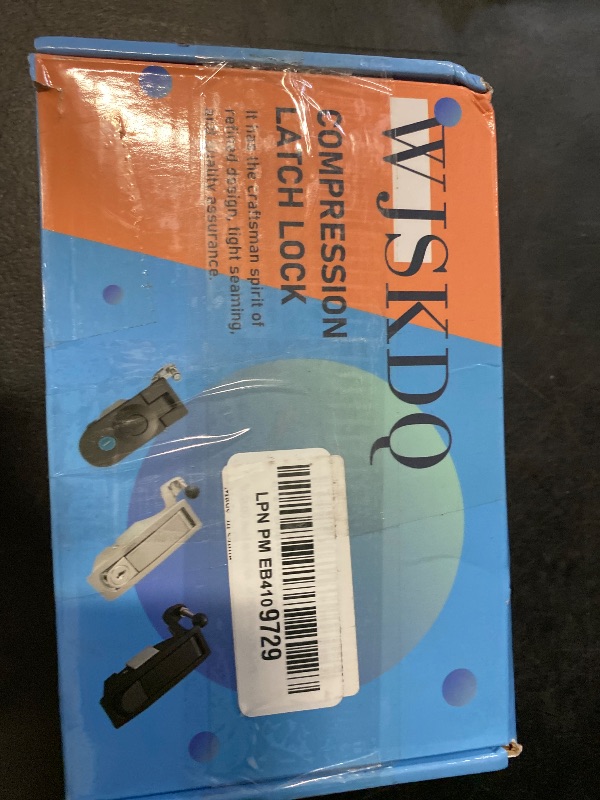 WJSKDQ
COMPRESSION
LATCH LOCK
It has the craftsman spirit of
refined design, tight seaming,
and quality assurance.
LPN PM EB4109729